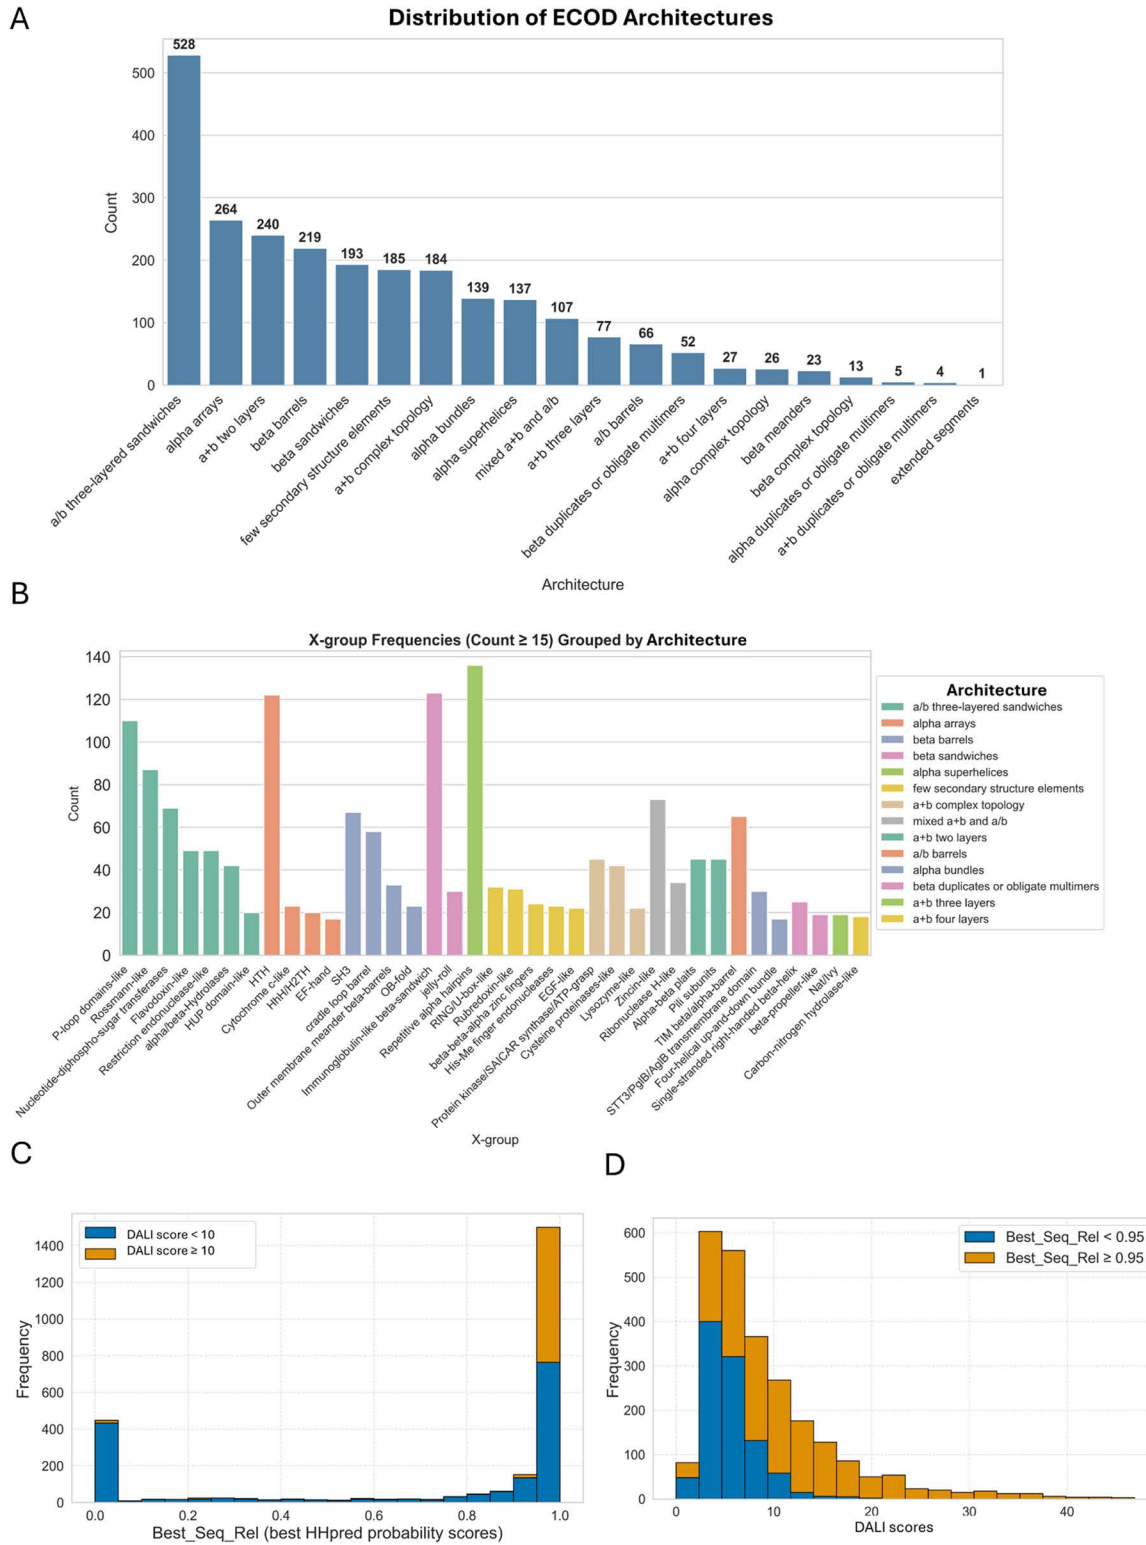 A
Distribution of ECOD Architectures
Count
500
400
300
200
100
0
528
264
240
219
193
185
184
139
137
107
77
66
52
27
26
23
13
5
4
1
a/b three-layered sandwiches
alpha arrays
a+b two layers
beta barrels
beta sandwiches
few secondary structure elements
a+b complex topology
alpha bundles
alpha superhelices
mixed a+b and a/b
a+b three layers
a/b barrels
beta duplicates or obligate multimers
a+b four layers
alpha complex topology
beta meanders
beta complex topology
alpha duplicates or obligate multimers
a+b duplicates or obligate multimers
extended segments
Architecture
B
X-group Frequencies (Count ≥ 15) Grouped by Architecture
Count
140
120
100
80
60
40
20
0
Architecture
a/b three-layered sandwiches
alpha arrays
beta barrels
beta sandwiches
alpha superhelices
few secondary structure elements
a+b complex topology
mixed a+b and a/b
a+b two layers
a/b barrels
alpha bundles
beta duplicates or obligate multimers
a+b three layers
a+b four layers
P-loop domains-like
Rossmann-like
Nucleotide-diphospho-sugar transferases
Flavodoxin-like
Restriction endonuclease-like
alpha/beta-Hydrolases
HUP domain-like
HTH
Cytochrome c-like
HhH/H2TH
EF-hand
SH3
cradle loop barrel
Outer membrane meander beta-barrels
OB-fold
Immunoglobulin-like beta-sandwich
jelly-roll
Repetitive alpha hairpins
RING/U-box-like
Rubredoxin-like
beta-beta-alpha zinc fingers
His-Me finger endonucleases
EGF-like
Protein kinase/SAICAR synthase/ATP-grasp
Cysteine proteinases-like
Lysozyme-like
Zincin-like
Ribonuclease H-like
Alpha-beta plaits
Pili subunits
TIM beta/alpha-barrel
STT3/PglB/AglB transmembrane domain
Four-helical up-and-down bundle
Single-stranded right-handed beta-helix
beta-propeller-like
Nat/Ivy
Carbon-nitrogen hydrolase-like
X-group
C
DALI score < 10
DALI score ≥ 10
Frequency
1400
1200
1000
800
600
400
200
0
0.0
0.2
0.4
0.6
0.8
1.0
Best_Seq_Rel (best HHpred probability scores)
D
Best_Seq_Rel < 0.95
Best_Seq_Rel ≥ 0.95
Frequency
600
500
400
300
200
100
0
0
10
20
30
40
DALI scores